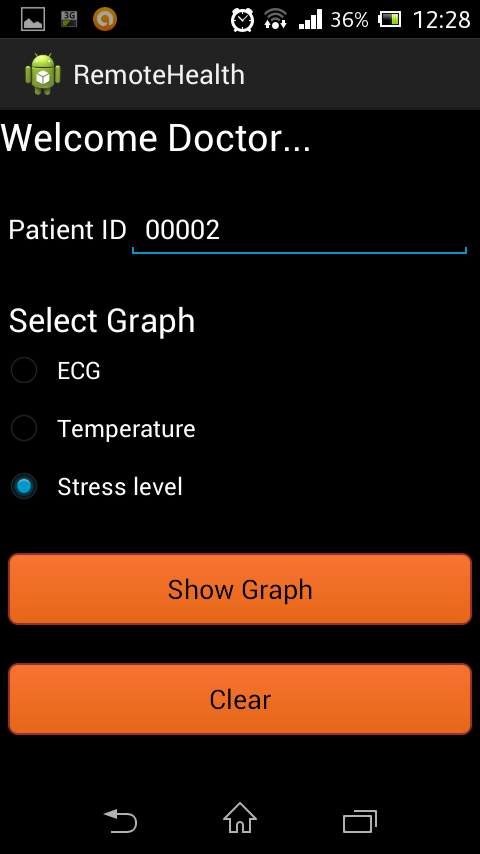 3G 36% 12:28
RemoteHealth
Welcome Doctor...
Patient ID 00002
Select Graph
ECG
Temperature
Stress level
Show Graph
Clear